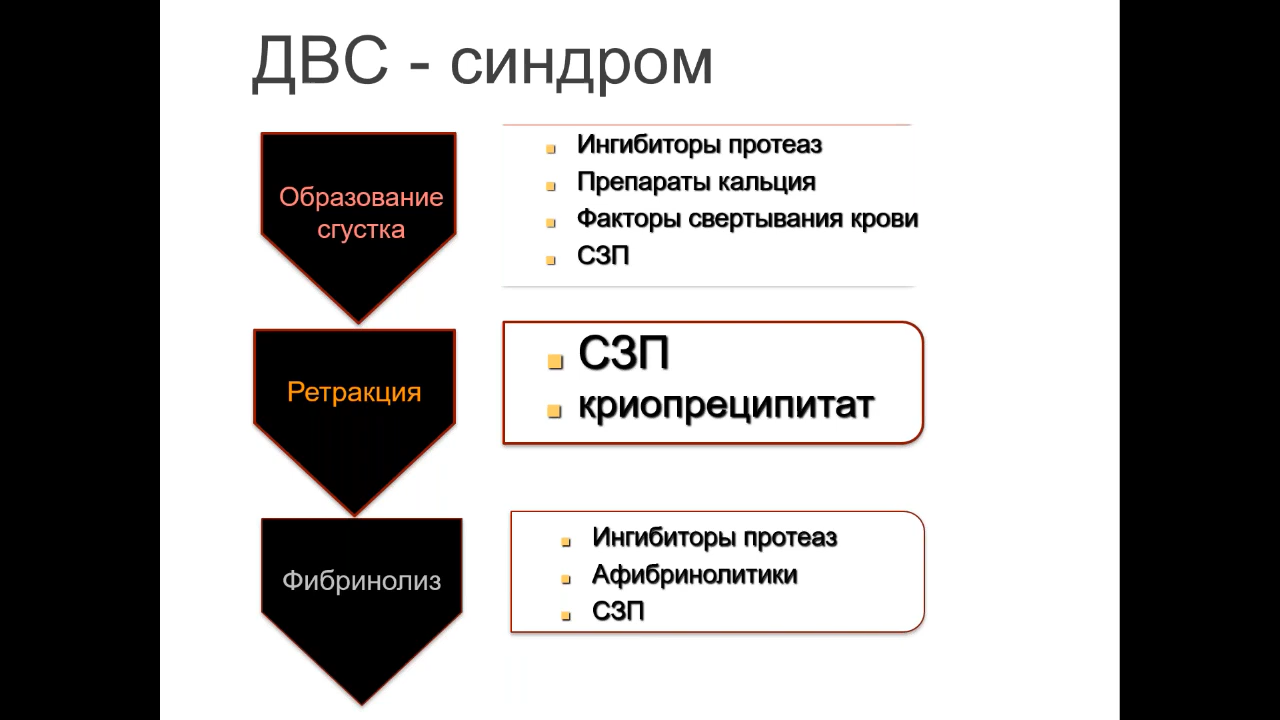 ДВС - синдром
Образование
сгустка
Ингибиторы протеаз
Препараты кальция
Факторы свертывания крови
СЗП
Ретракция
СЗП
криопреципитат
Фибринолиз
Ингибиторы протеаз
Афибринолитики
СЗП